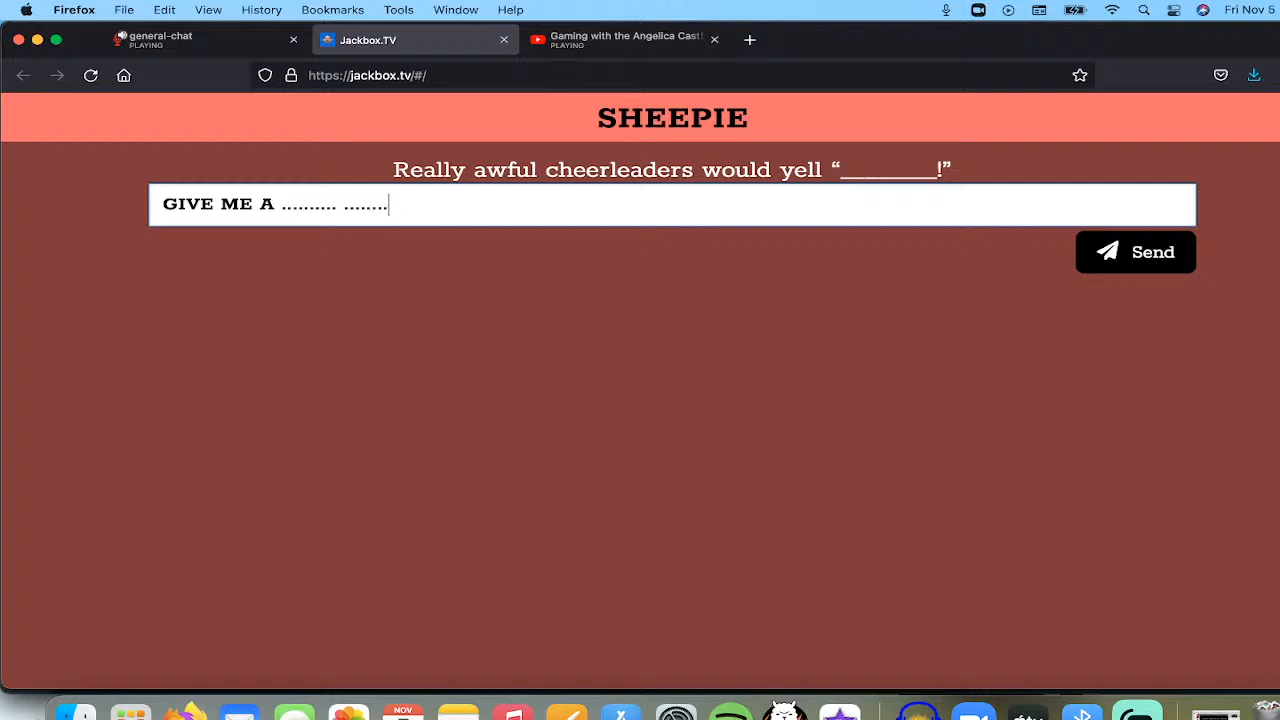 Firefox File Edit View History Bookmarks Tools Window Help Fri Nov 5
general-chat
PLAYING
Jackbox.TV
Gaming with the Angelica Cast!
PLAYING
https://jackbox.tv/#/
SHEEPIE
Really awful cheerleaders would yell “________!”
GIVE ME A .......... ........
Send
NOV